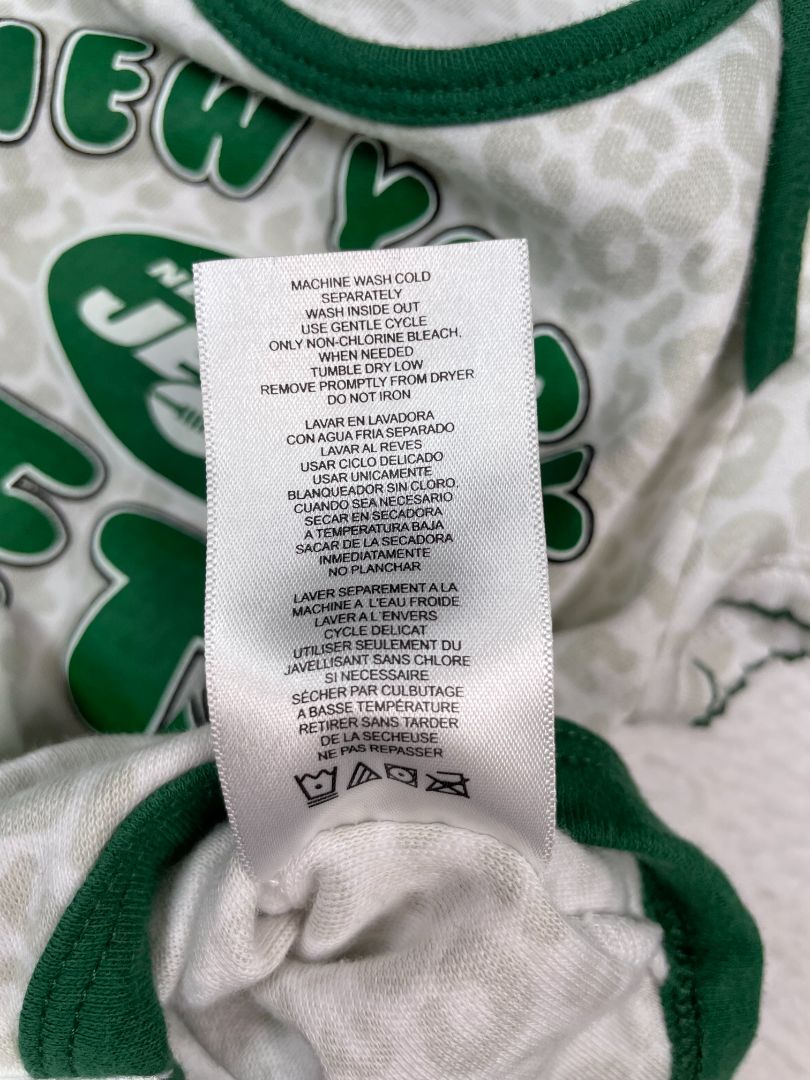 NEW YORK
NE
JE
MACHINE WASH COLD
SEPARATELY
WASH INSIDE OUT
USE GENTLE CYCLE
ONLY NON-CHLORINE BLEACH,
WHEN NEEDED
TUMBLE DRY LOW
REMOVE PROMPTLY FROM DRYER
DO NOT IRON
LAVAR EN LAVADORA
CON AGUA FRIA SEPARADO
LAVAR AL REVES
USAR CICLO DELICADO
USAR UNICAMENTE
BLANQUEADOR SIN CLORO,
CUANDO SEA NECESARIO
SECAR EN SECADORA
A TEMPERATURA BAJA
SACAR DE LA SECADORA
INMEDIATAMENTE
NO PLANCHAR
LAVER SEPAREMENT A LA
MACHINE A L'EAU FROIDE
LAVER A L'ENVERS
CYCLE DELICAT
UTILISER SEULEMENT DU
JAVELLISANT SANS CHLORE
SI NECESSAIRE
SÉCHER PAR CULBUTAGE
A BASSE TEMPÉRATURE
RETIRER SANS TARDER
DE LA SECHEUSE
NE PAS REPASSER